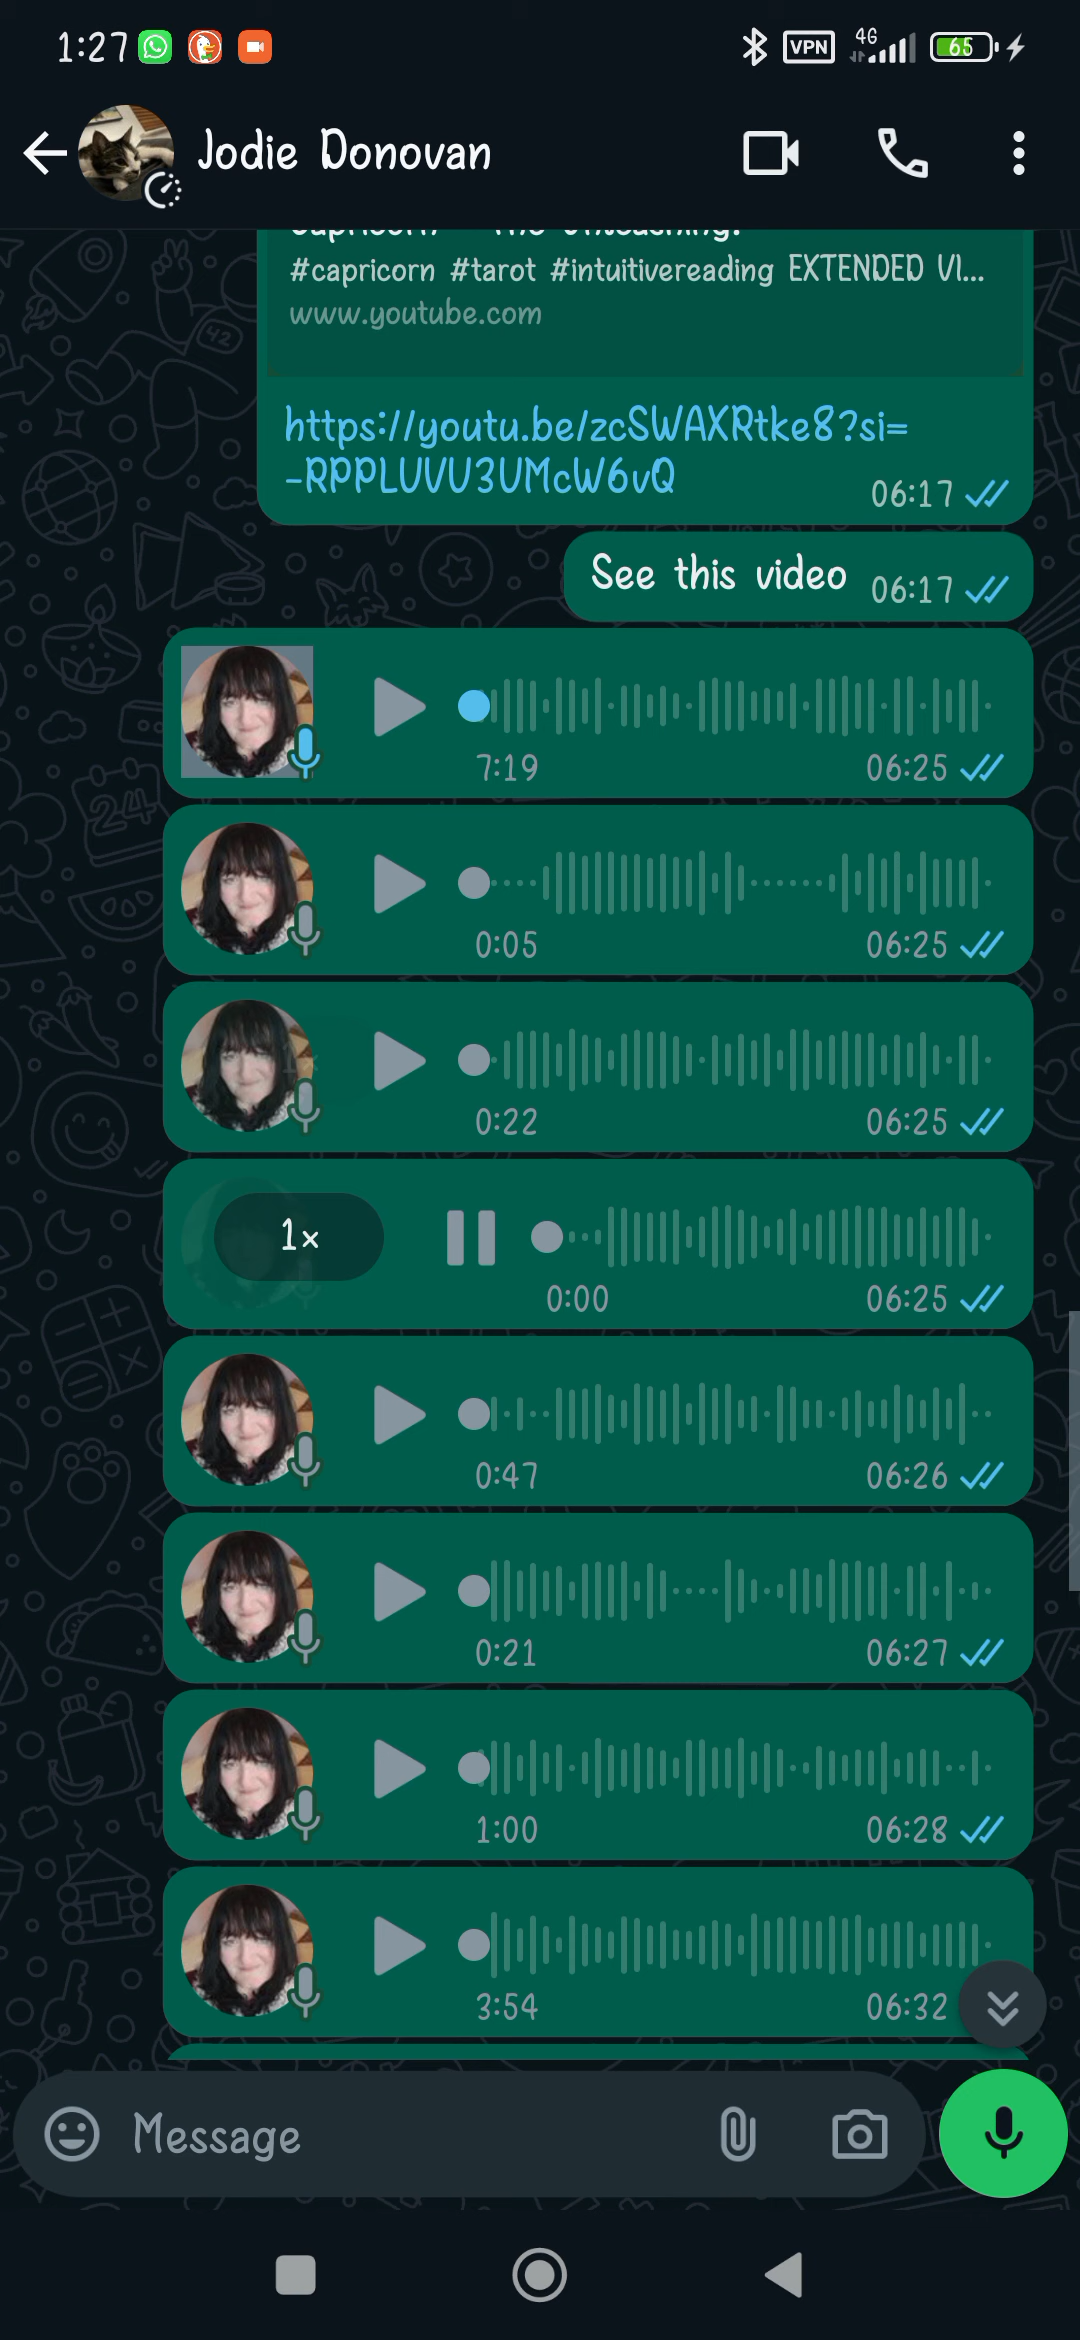 1:27
VPN 4G 65
Jodie Donovan
#capricorn #tarot #intuitivereading EXTENDED VI...
www.youtube.com
https://youtu.be/zcSWAXRtke8?si=
-RPPLUVU3UMcW6vQ
06:17
See this video 06:17
7:19 06:25
0:05 06:25
0:22 06:25
1x
0:00 06:25
0:47 06:26
0:21 06:27
1:00 06:28
3:54 06:32
Message